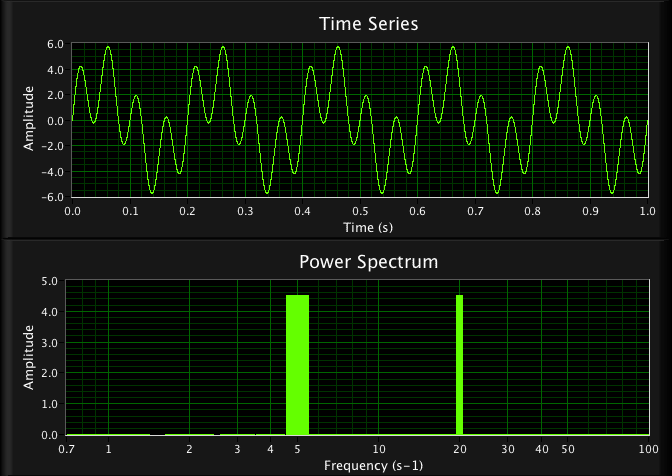 Time Series
6.0
4.0
2.0
0.0
−2.0
−4.0
−6.0
Amplitude
0.0 0.1 0.2 0.3 0.4 0.5 0.6 0.7 0.8 0.9 1.0
Time (s)
Power Spectrum
5.0
4.0
3.0
2.0
1.0
0.0
Amplitude
0.7 1 2 3 4 5 10 20 30 40 50 100
Frequency (s−1)